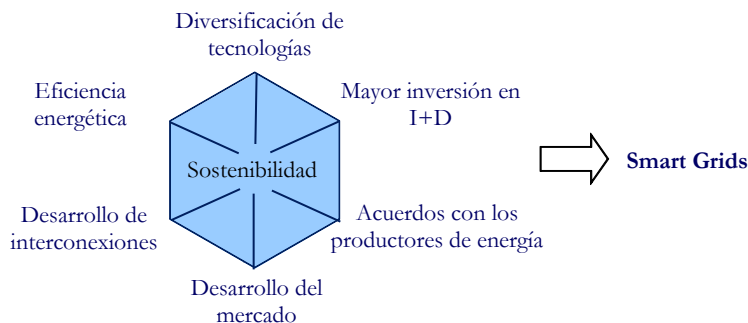 Diversificación de
tecnologías
Eficiencia
energética
Mayor inversión en
I+D
Sostenibilidad
Smart Grids
Desarrollo de
interconexiones
Acuerdos con los
productores de energía
Desarrollo del
mercado